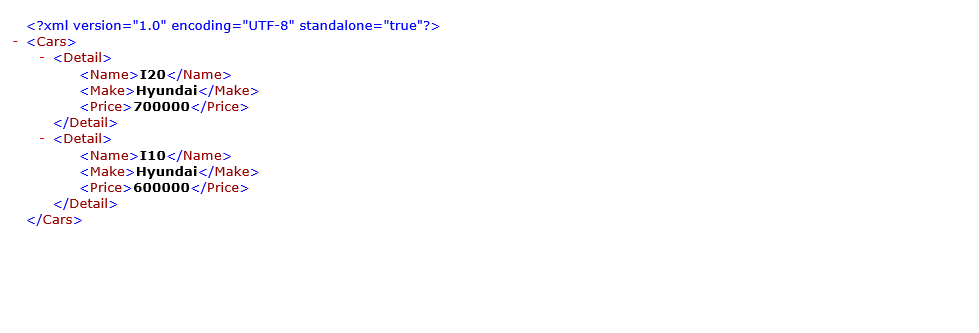 <?xml version="1.0" encoding="UTF-8" standalone="true"?>
- <Cars>
- <Detail>
<Name>I20</Name>
<Make>Hyundai</Make>
<Price>700000</Price>
</Detail>
- <Detail>
<Name>I10</Name>
<Make>Hyundai</Make>
<Price>600000</Price>
</Detail>
</Cars>